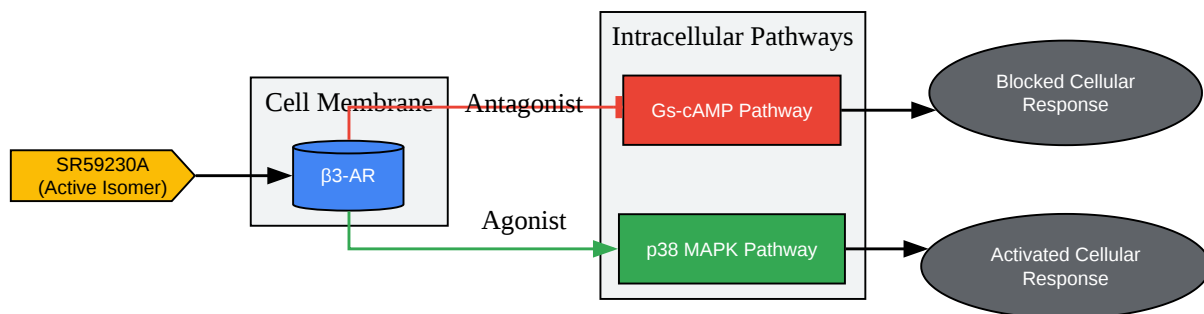 SR59230A
(Active Isomer)
Cell Membrane
β3-AR
Antagonist
Agonist
Intracellular Pathways
Gs-cAMP Pathway
p38 MAPK Pathway
Blocked Cellular
Response
Activated Cellular
Response